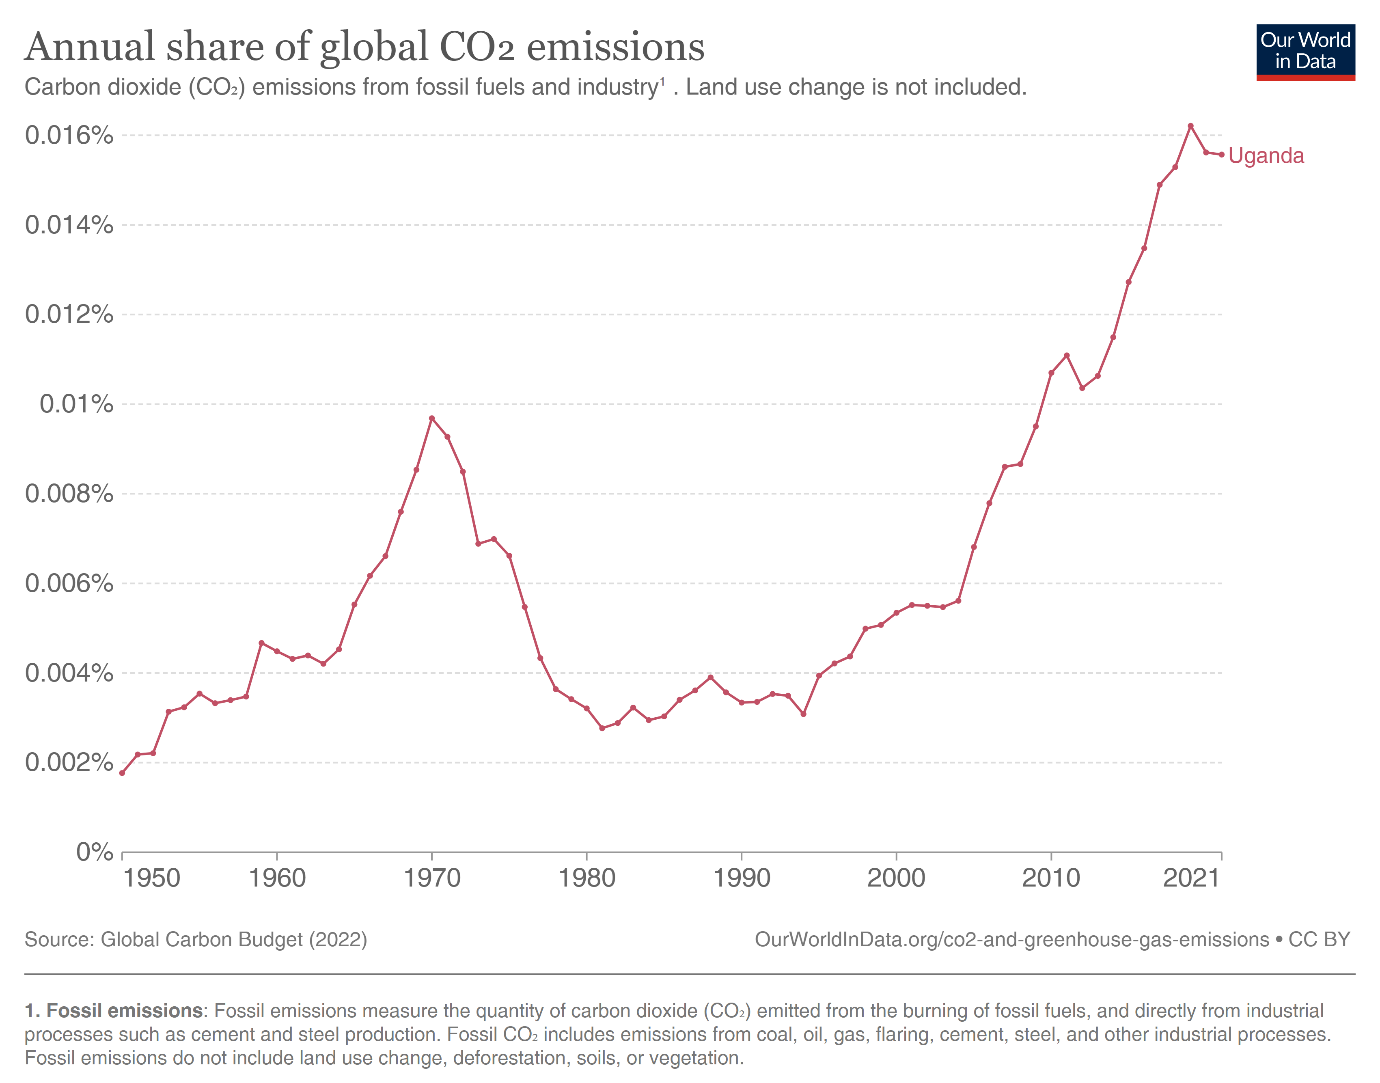 Annual share of global CO2 emissions
Our World
in Data
Carbon dioxide (CO₂) emissions from fossil fuels and industry¹ . Land use change is not included.
0.016%
Uganda
0.014%
0.012%
0.01%
0.008%
0.006%
0.004%
0.002%
0%
1950 1960 1970 1980 1990 2000 2010 2021
Source: Global Carbon Budget (2022)
OurWorldInData.org/co2-and-greenhouse-gas-emissions • CC BY
1. Fossil emissions: Fossil emissions measure the quantity of carbon dioxide (CO₂) emitted from the burning of fossil fuels, and directly from industrial
processes such as cement and steel production. Fossil CO₂ includes emissions from coal, oil, gas, flaring, cement, steel, and other industrial processes.
Fossil emissions do not include land use change, deforestation, soils, or vegetation.